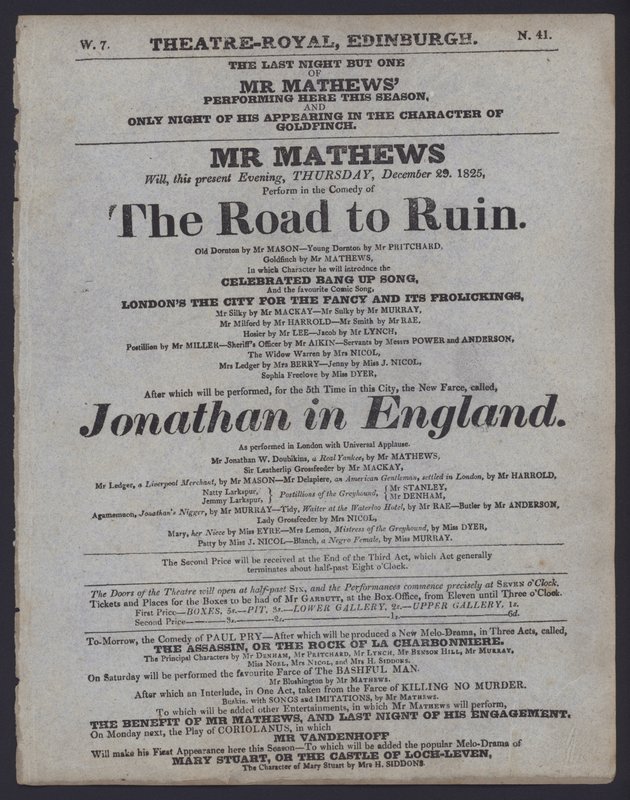 W. 7.
THEATRE-ROYAL, EDINBURGH.
N. 41.
THE LAST NIGHT BUT ONE
OF
MR MATHEWS'
PERFORMING HERE THIS SEASON,
AND
ONLY NIGHT OF HIS APPEARING IN THE CHARACTER OF
GOLDFINCH.
MR MATHEWS
Will, this present Evening, THURSDAY, December 29. 1825,
Perform in the Comedy of
The Road to Ruin.
Old Dornton by Mr MASON—Young Dornton by Mr PRITCHARD,
Goldfinch by Mr MATHEWS,
In which Character he will introduce the
CELEBRATED BANG UP SONG,
And the favourite Comic Song,
LONDON'S THE CITY FOR THE FANCY AND ITS FROLICKINGS,
Mr Silky by Mr MACKAY—Mr Sulky by Mr MURRAY,
Mr Milford by Mr HARROLD—Mr Smith by Mr RAE,
Hosier by Mr LEE—Jacob by Mr LYNCH,
Postillion by Mr MILLER—Sheriff's Officer by Mr AIKIN—Servants by Messrs POWER and ANDERSON,
The Widow Warren by Mrs NICOL,
Mrs Ledger by Mrs BERRY—Jenny by Miss J. NICOL,
Sophia Freelove by Miss DYER,
After which will be performed, for the 5th Time in this City, the New Farce, called,
Jonathan in England.
As performed in London with Universal Applause.
Mr Jonathan W. Doubikins, a Real Yankee, by Mr MATHEWS,
Sir Leatherlip Grossfeeder by Mr MACKAY,
Mr Ledger, a Liverpool Merchant, by Mr MASON—Mr Delapiere, an American Gentleman, settled in London, by Mr HARROLD,
Natty Larkspur, } Postillions of the Greyhound, { Mr STANLEY,
Jemmy Larkspur, } { Mr DENHAM,
Agamemnon, Jonathan's Nigger, by Mr MURRAY—Tidy, Waiter at the Waterloo Hotel, by Mr RAE—Butler by Mr ANDERSON,
Lady Grossfeeder by Mrs NICOL,
Mary, her Niece by Miss EYRE—Mrs Lemon, Mistress of the Greyhound, by Miss DYER,
Patty by Miss J. NICOL—Blanch, a Negro Female, by Miss MURRAY.
The Second Price will be received at the End of the Third Act, which Act generally
terminates about half-past Eight o'Clock.
The Doors of the Theatre will open at half-past SIX, and the Performances commence precisely at SEVEN o'Clock.
Tickets and Places for the Boxes to be had of Mr GARBUTT, at the Box-Office, from Eleven until Three o'Clock.
First Price—BOXES, 5s.—PIT, 3s.—LOWER GALLERY, 2s.—UPPER GALLERY, 1s.
Second Price———3s.———2s.———1s.———6d.
To-Morrow, the Comedy of PAUL PRY—After which will be produced a New Melo-Drama, in Three Acts, called,
THE ASSASSIN, OR THE ROCK OF LA CHARBONNIERE.
The Principal Characters by Mr DENHAM, Mr PRITCHARD, Mr LYNCH, Mr BENSON HILL, Mr MURRAY,
Miss NOEL, Mrs NICOL, and Mrs H. SIDDONS.
On Saturday will be performed the favourite Farce of The BASHFUL MAN.
Mr Blushington by Mr MATHEWS.
After which an Interlude, in One Act, taken from the Farce of KILLING NO MURDER.
Buskin, with SONGS and IMITATIONS, by Mr MATHEWS.
To which will be added other Entertainments, in which Mr MATHEWS will perform,
THE BENEFIT OF MR MATHEWS, AND LAST NIGNT OF HIS ENGAGEMENT.
On Monday next, the Play of CORIOLANUS, in which
MR VANDENHOFF
Will make his First Appearance here this Season—To which will be added the popular Melo-Drama of
MARY STUART, OR THE CASTLE OF LOCH-LEVEN,
The Character of Mary Stuart by Mrs H. SIDDONS.